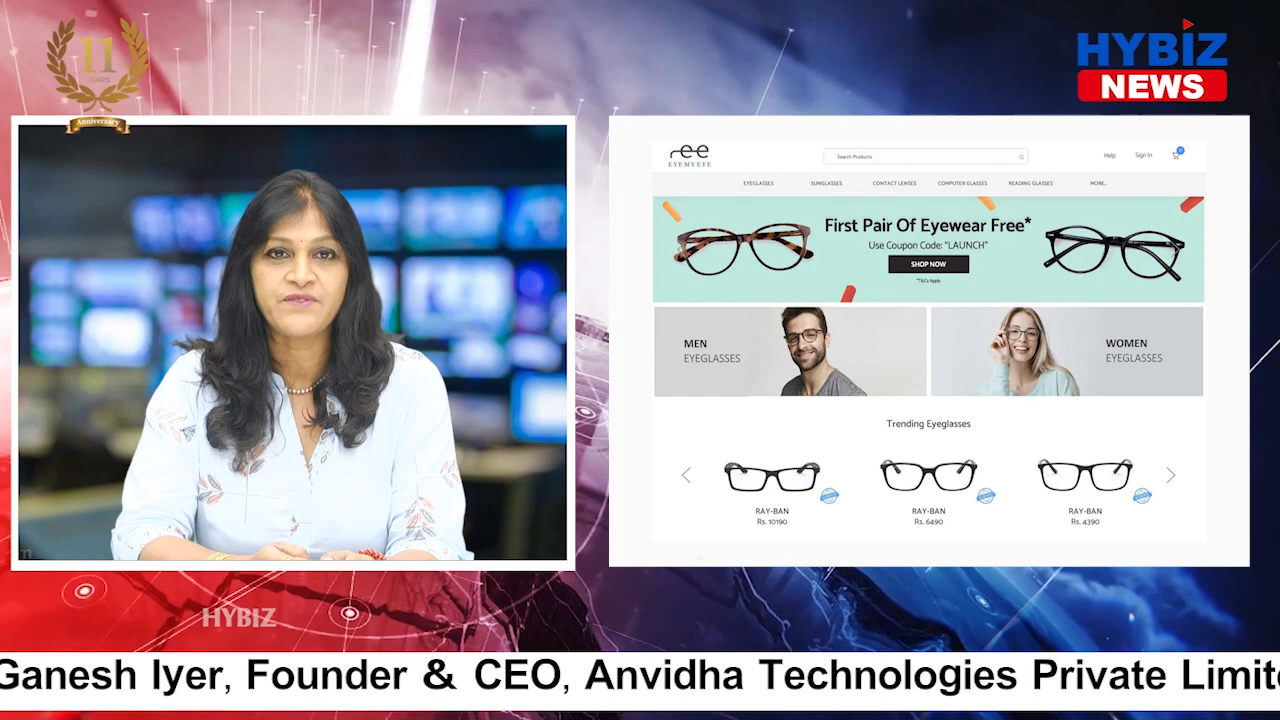 11
YEARS
Anniversary
HYBIZ
NEWS
EYEMYEYE
Search Products
Help
Sign In
EYEGLASSES
SUNGLASSES
CONTACT LENSES
COMPUTER GLASSES
READING GLASSES
MORE...
First Pair Of Eyewear Free*
Use Coupon Code: "LAUNCH"
SHOP NOW
*T&Cs Apply
MEN
EYEGLASSES
WOMEN
EYEGLASSES
Trending Eyeglasses
RAY-BAN
Rs. 10190
RAY-BAN
Rs. 6490
RAY-BAN
Rs. 4390
HYBIZ
Ganesh Iyer, Founder & CEO, Anvidha Technologies Private Limite